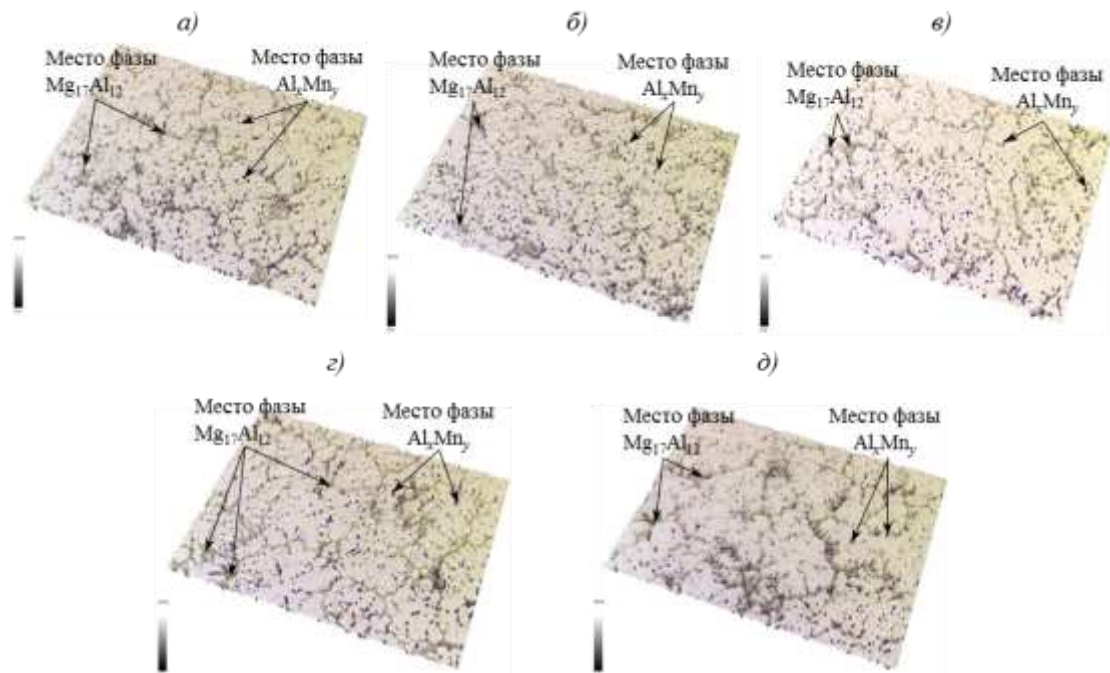 а)
Место фазы
Mg17Al12
Место фазы
AlxMny
б)
Место фазы
Mg17Al12
Место фазы
AlxMny
в)
Место фазы
Mg17Al12
Место фазы
AlxMny
г)
Место фазы
Mg17Al12
Место фазы
AlxMny
д)
Место фазы
Mg17Al12
Место фазы
AlxMny